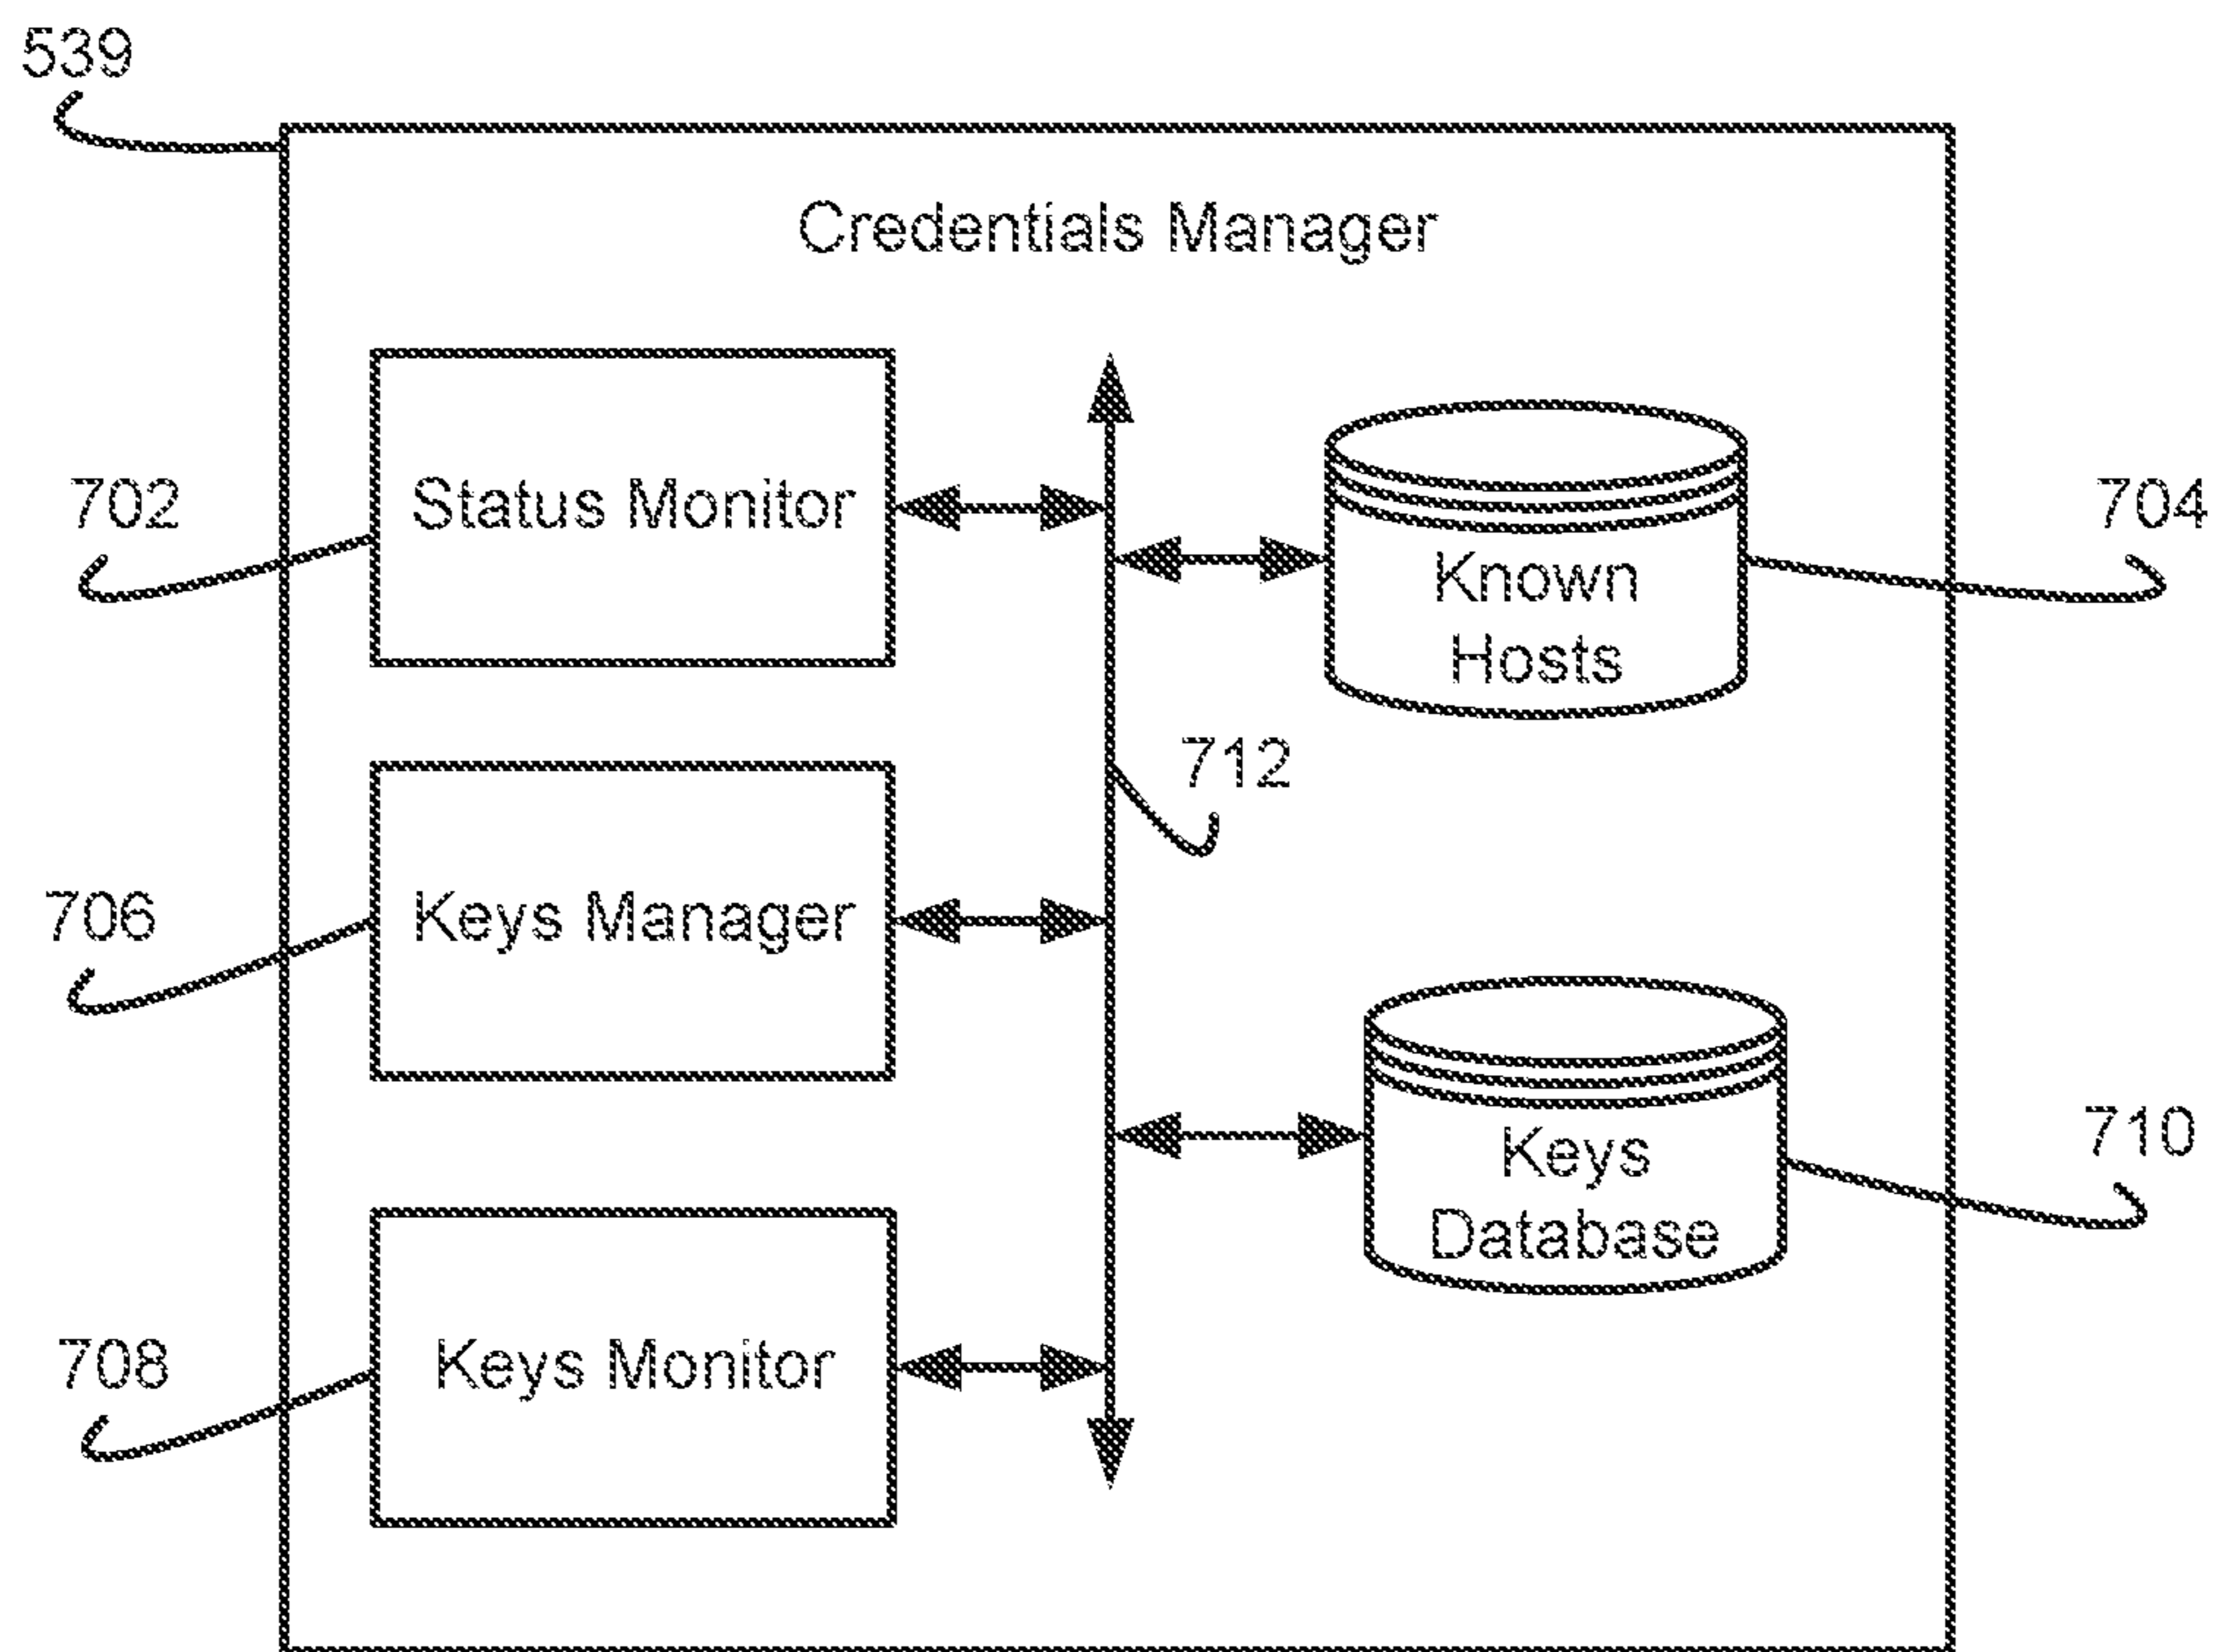 539
Credentials Manager
702
Status Monitor
704
Known
Hosts
712
706
Keys Manager
710
Keys
Database
708
Keys Monitor